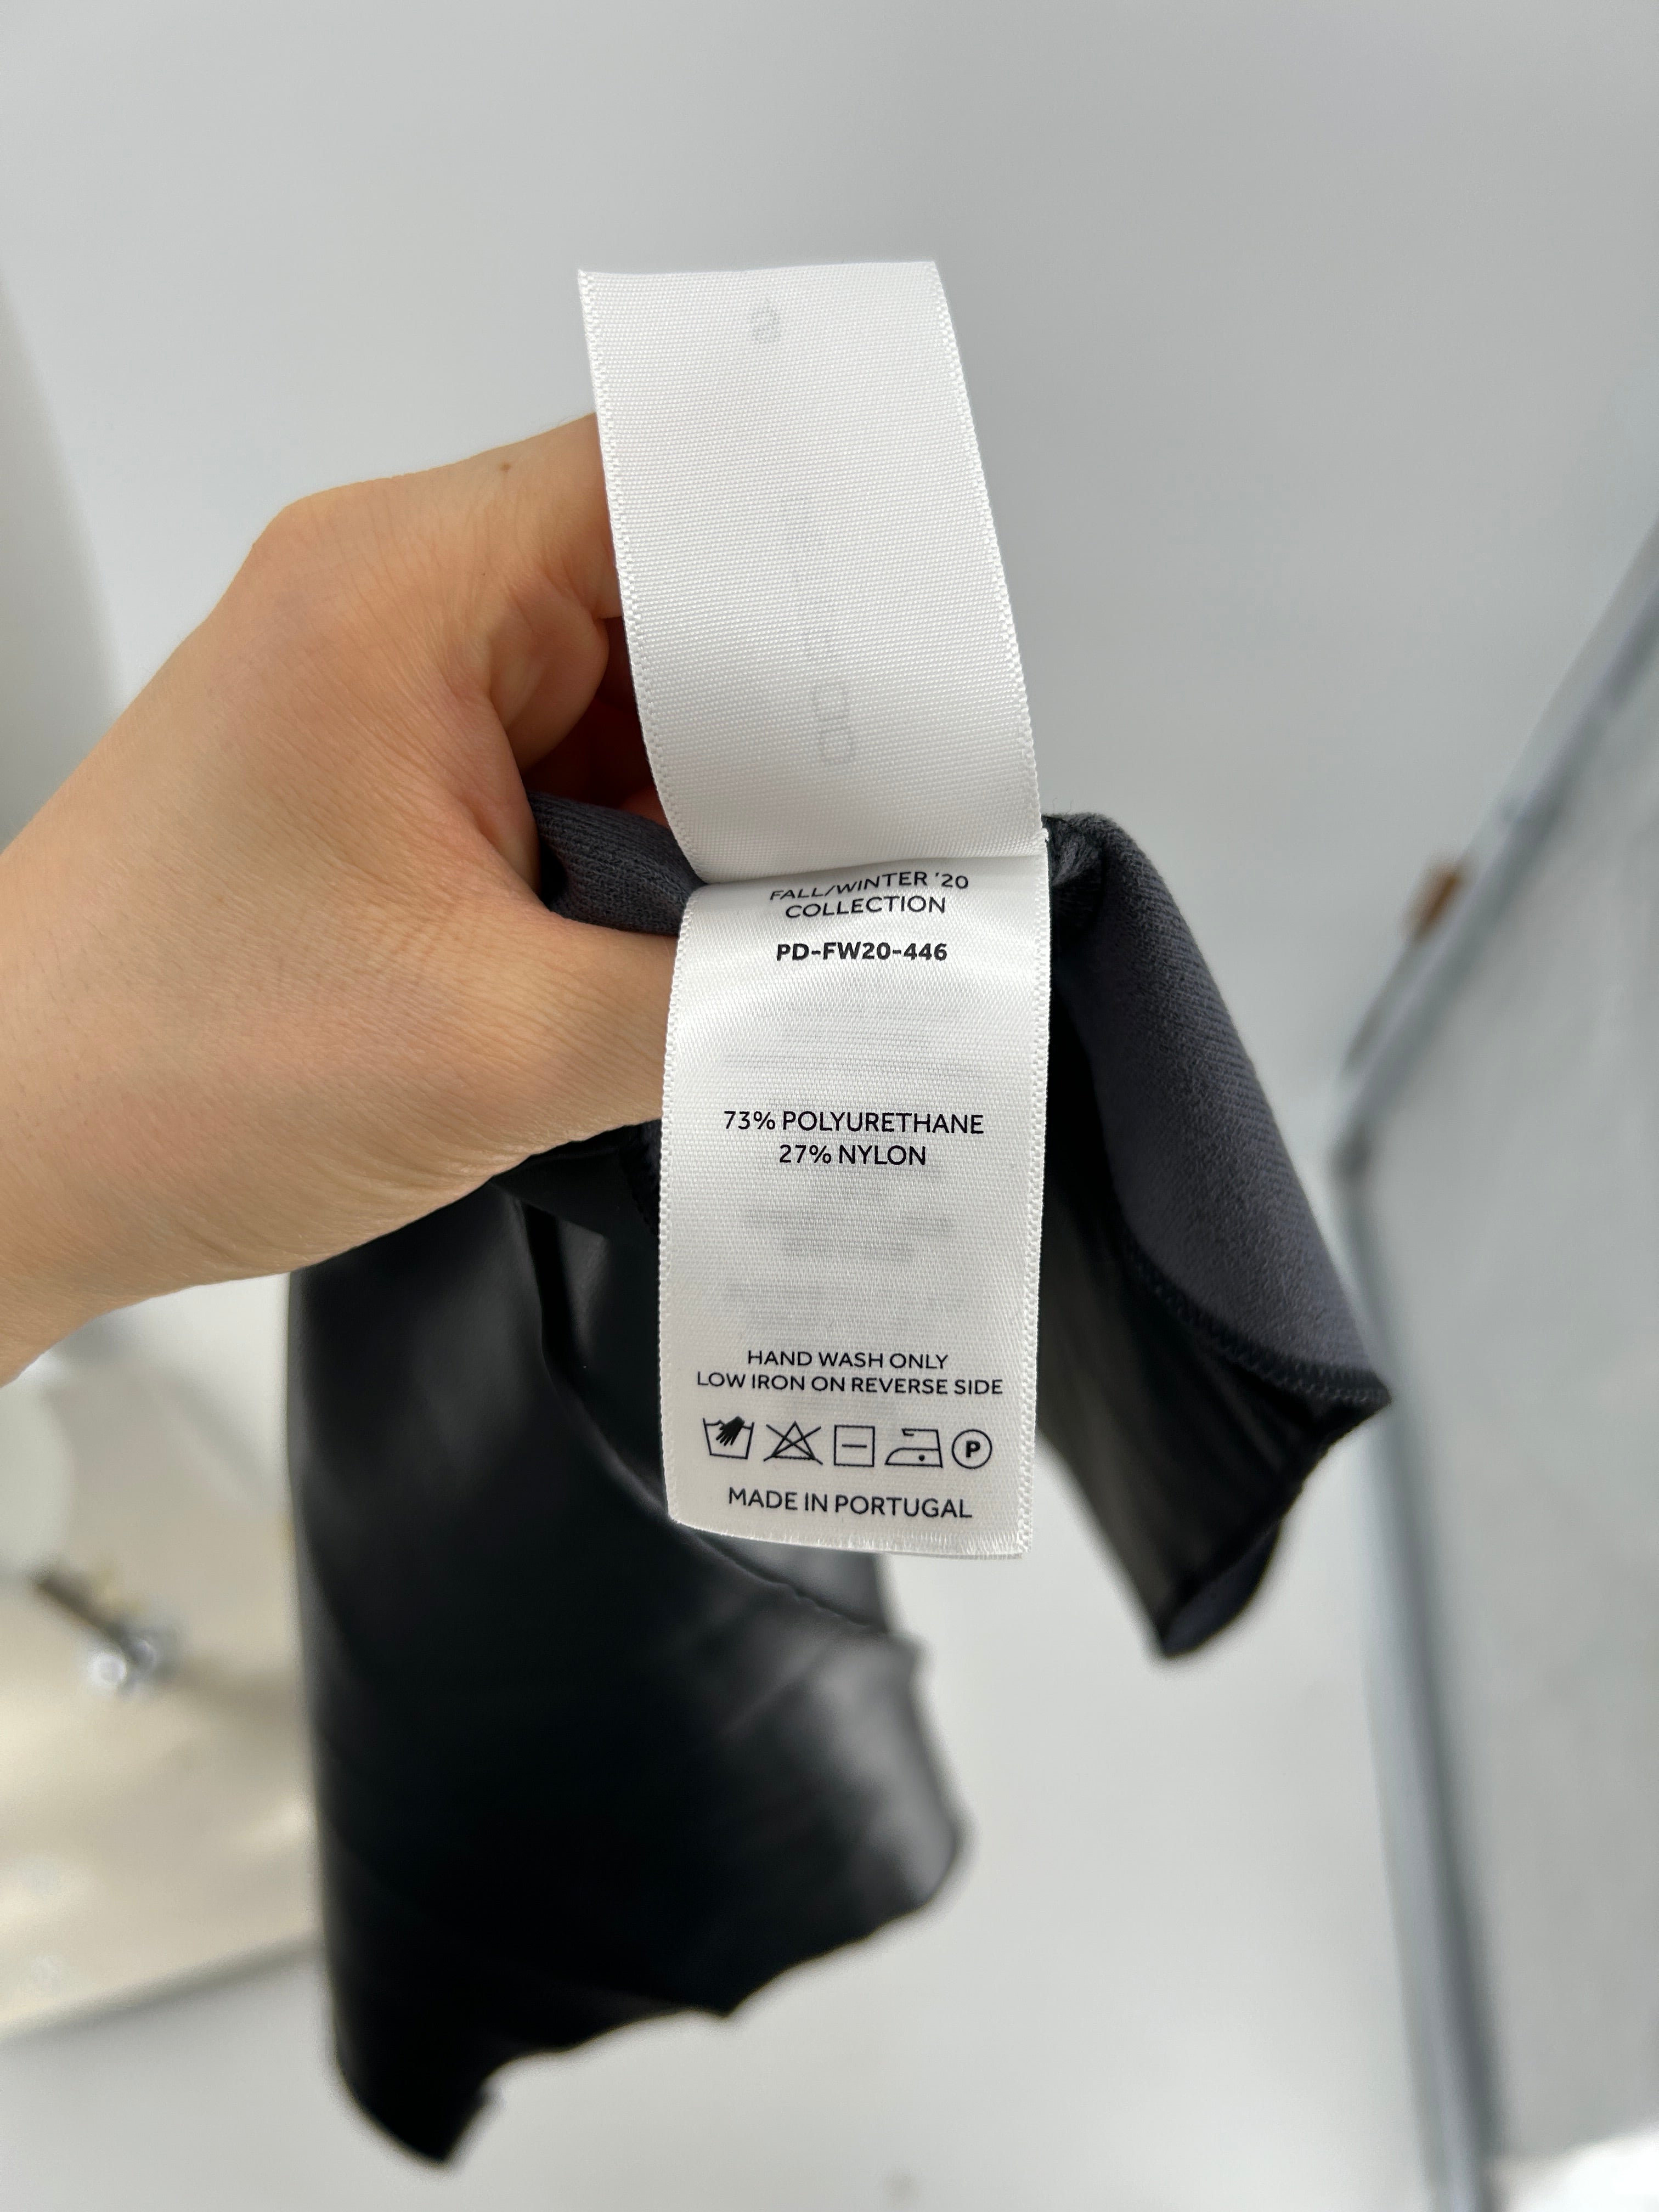 FALL/WINTER '20
COLLECTION
PD-FW20-446
73% POLYURETHANE
27% NYLON
HAND WASH ONLY
LOW IRON ON REVERSE SIDE
P
MADE IN PORTUGAL